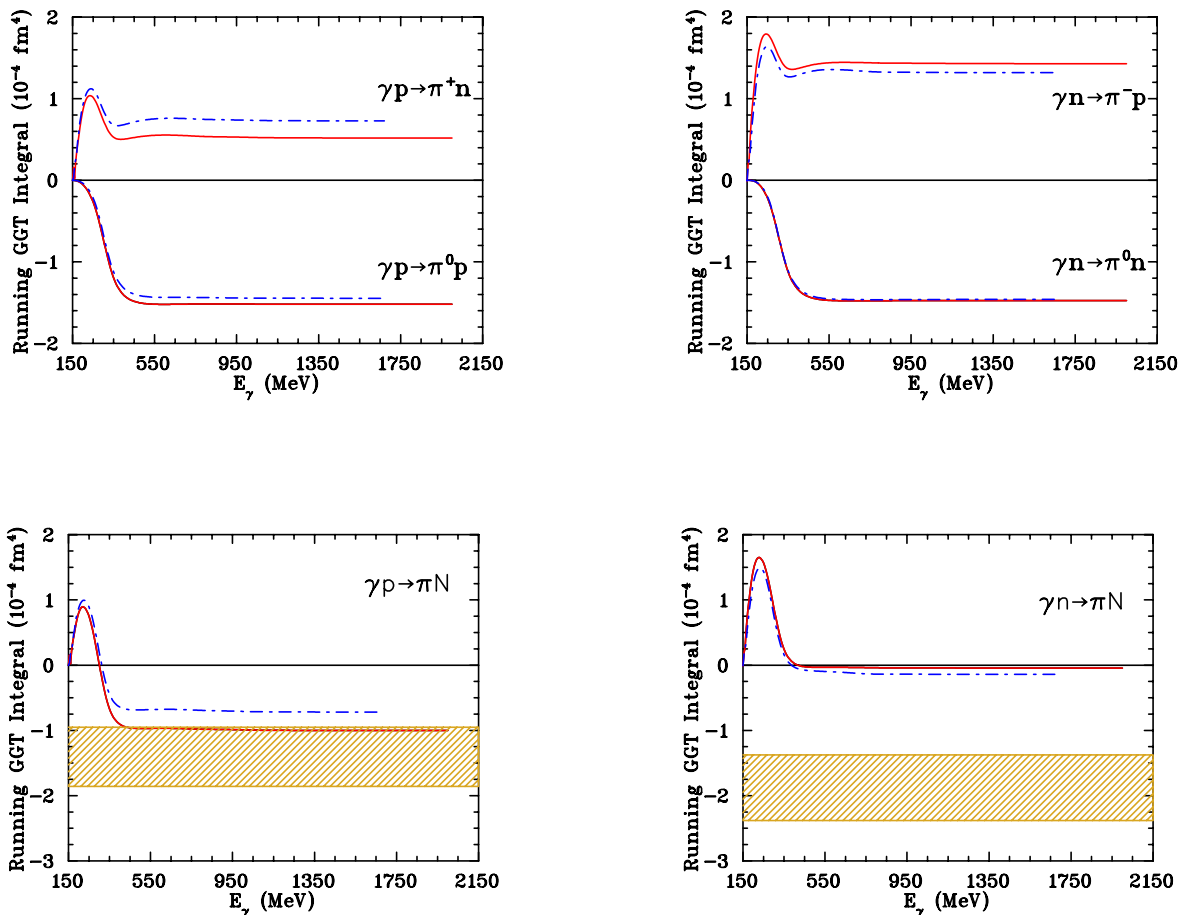 Running GGT Integral (10⁻⁴ fm⁴)
2
1
0
−1
−2
γp→π⁺n
γp→π⁰p
150 550 950 1350 1750 2150
E_γ (MeV)
Running GGT Integral (10⁻⁴ fm⁴)
2
1
0
−1
−2
γn→π⁻p
γn→π⁰n
150 550 950 1350 1750 2150
E_γ (MeV)
Running GGT Integral (10⁻⁴ fm⁴)
2
1
0
−1
−2
−3
γp→πN
150 550 950 1350 1750 2150
E_γ (MeV)
Running GGT Integral (10⁻⁴ fm⁴)
2
1
0
−1
−2
−3
γn→πN
150 550 950 1350 1750 2150
E_γ (MeV)